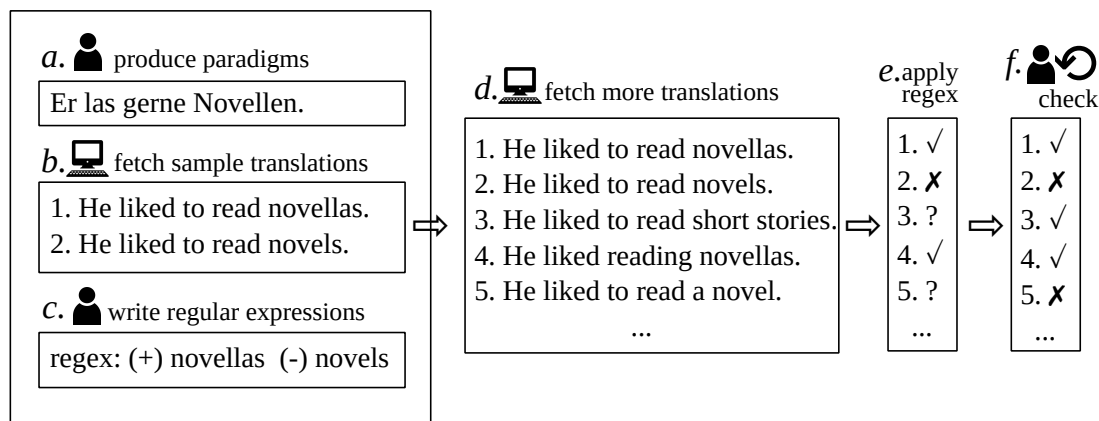 a. produce paradigms
Er las gerne Novellen.
b. fetch sample translations
1. He liked to read novellas.
2. He liked to read novels.
c. write regular expressions
regex: (+) novellas (-) novels
d. fetch more translations
1. He liked to read novellas.
2. He liked to read novels.
3. He liked to read short stories.
4. He liked reading novellas.
5. He liked to read a novel.
...
e. apply
regex
1. √
2. ✗
3. ?
4. √
5. ?
...
f.
check
1. √
2. ✗
3. √
4. √
5. ✗
...